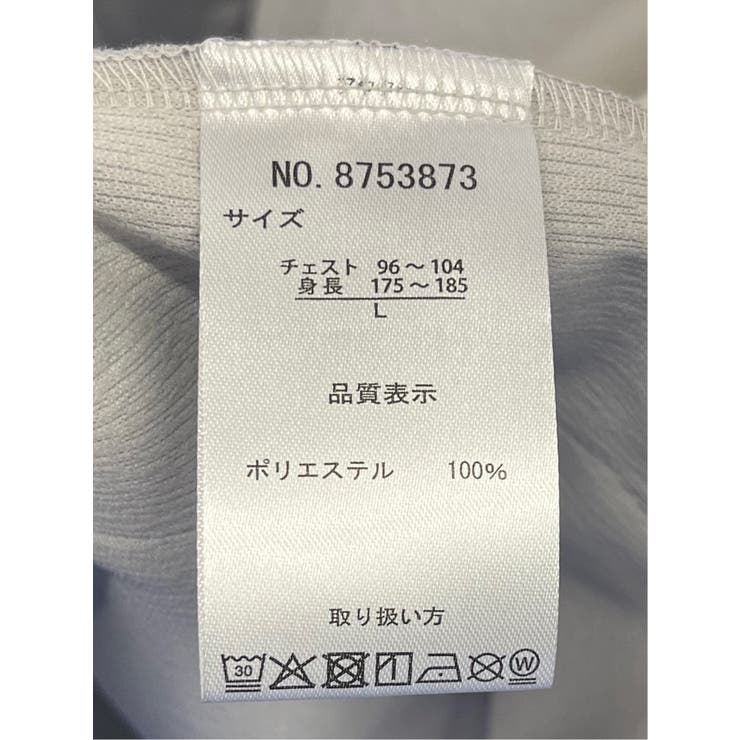 NO. 8753873
サイズ
チェスト 96～104
身長 175～185
L
品質表示
ポリエステル 100%
取り扱い方
30
W